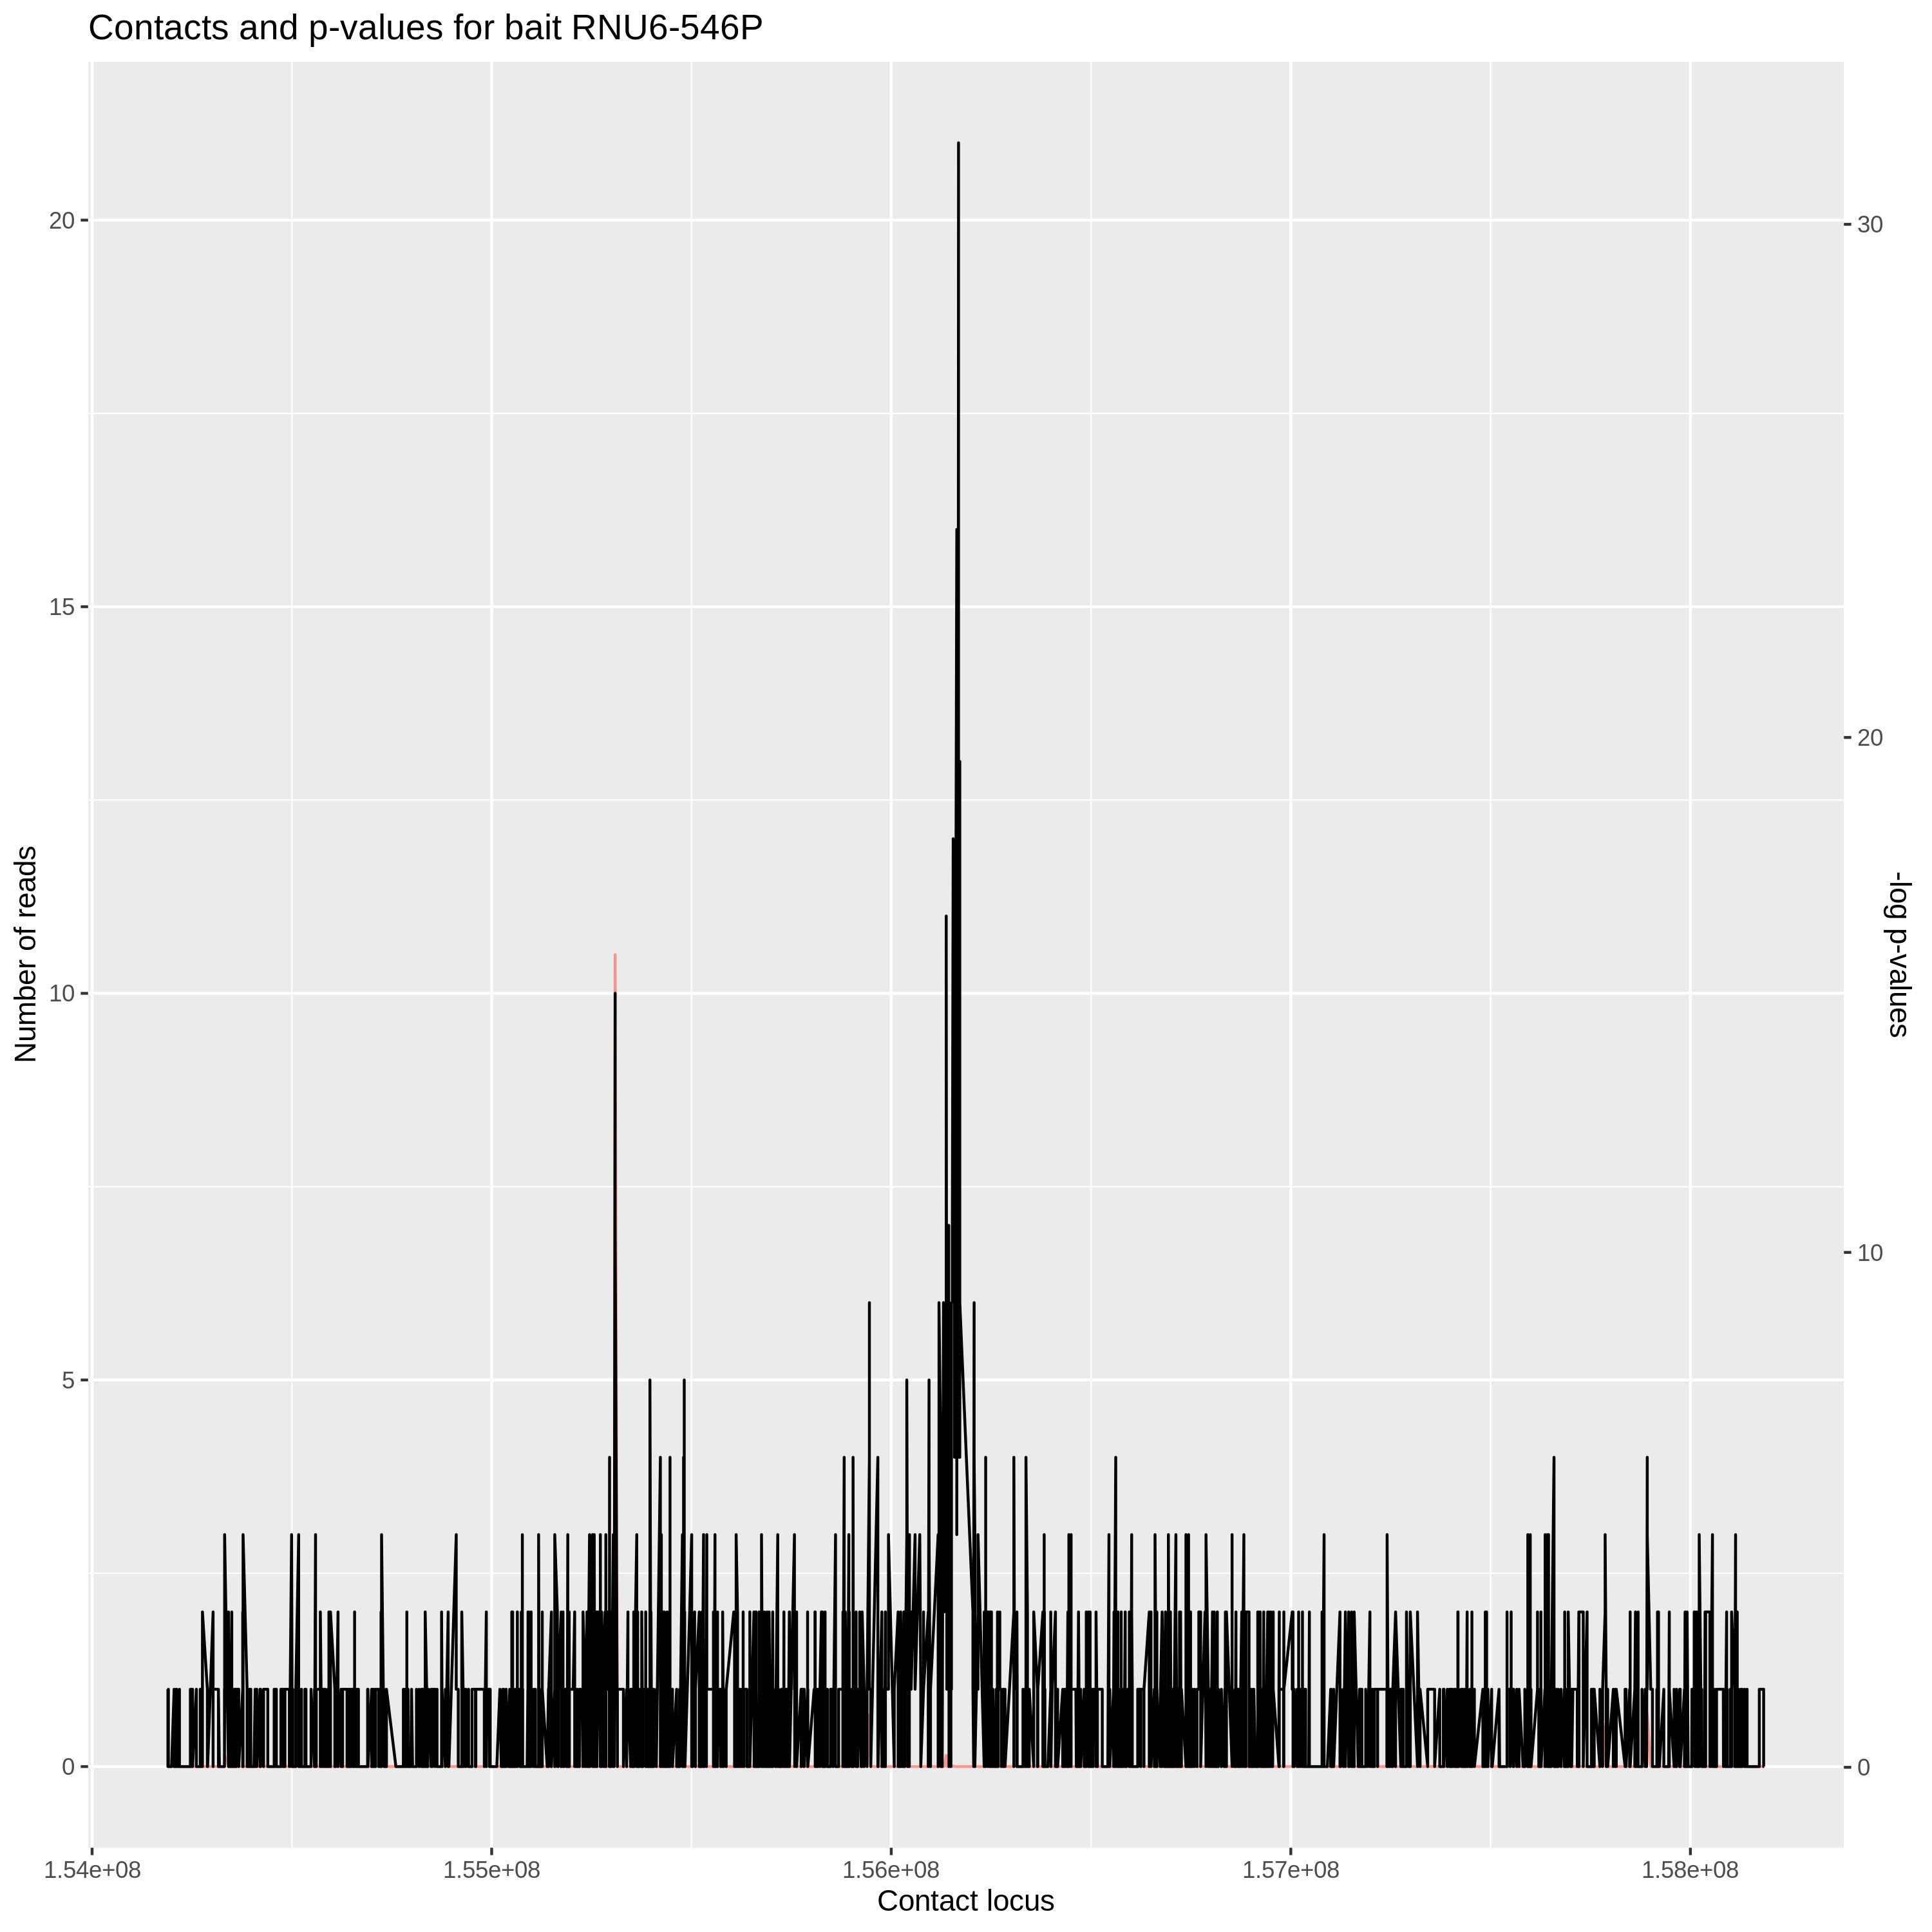 Contacts and p-values for bait RNU6-546P
20
15
10
5
0
Number of reads
30
20
10
0
-log p-values
1.54e+08 1.55e+08 1.56e+08 1.57e+08 1.58e+08
Contact locus